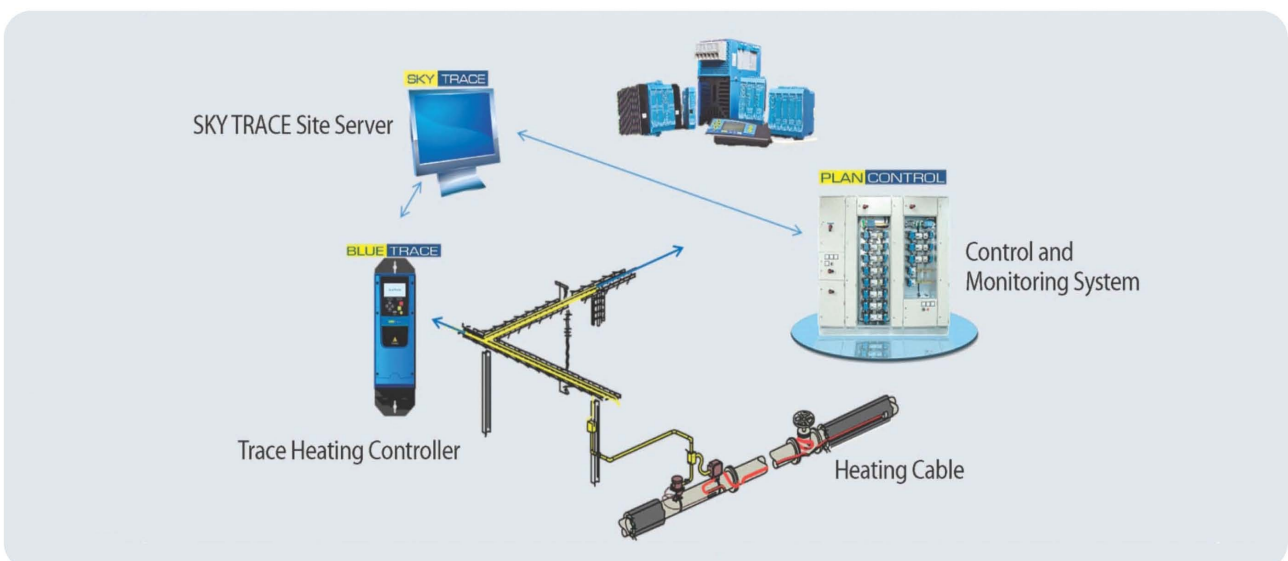 SKY TRACE
SKY TRACE Site Server
PLAN CONTROL
BLUE TRACE
Control and
Monitoring System
Trace Heating Controller
Heating Cable